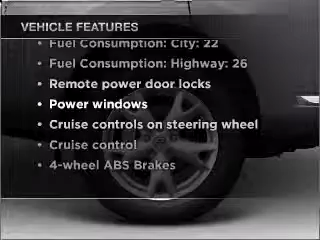 VEHICLE FEATURES
• Fuel Consumption: City: 22
• Fuel Consumption: Highway: 26
• Remote power door locks
• Power windows
• Cruise controls on steering wheel
• Cruise control
• 4-wheel ABS Brakes